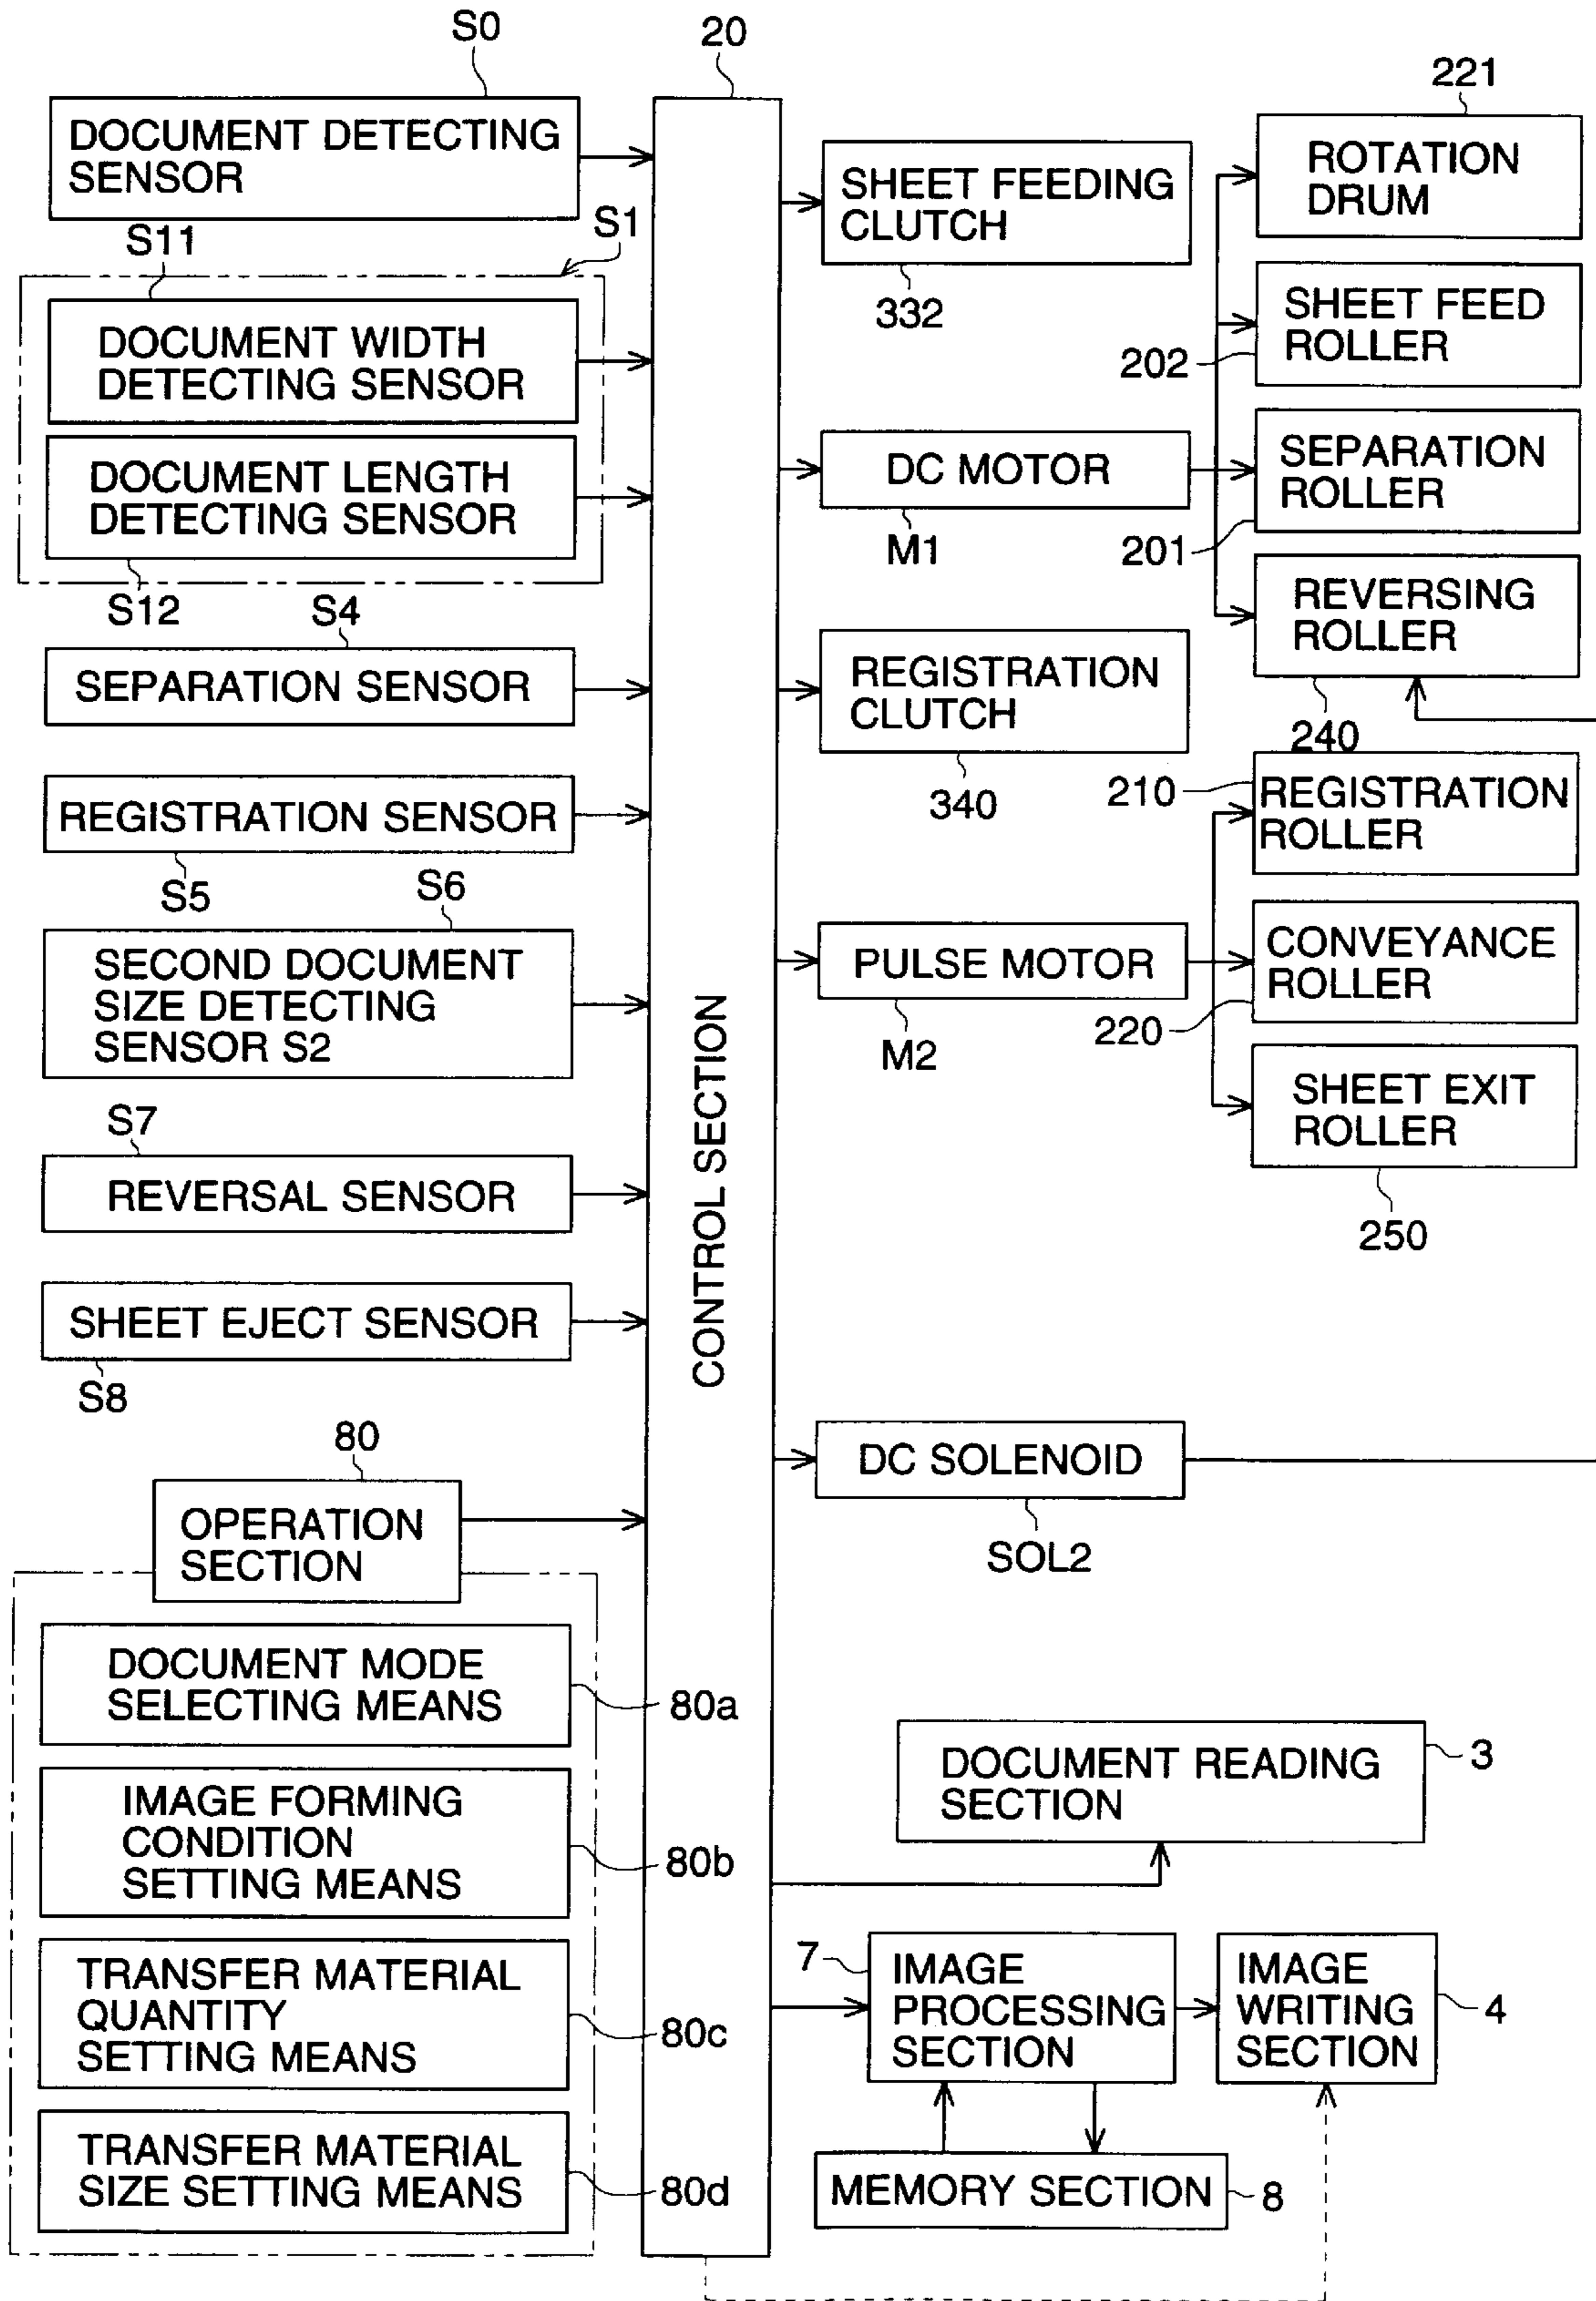 S0
DOCUMENT DETECTING
SENSOR
S1
S11
DOCUMENT WIDTH
DETECTING SENSOR
DOCUMENT LENGTH
DETECTING SENSOR
S12
S4
SEPARATION SENSOR
REGISTRATION SENSOR
S5
S6
SECOND DOCUMENT
SIZE DETECTING
SENSOR S2
S7
REVERSAL SENSOR
SHEET EJECT SENSOR
S8
80
OPERATION
SECTION
DOCUMENT MODE
SELECTING MEANS
80a
IMAGE FORMING
CONDITION
SETTING MEANS
80b
TRANSFER MATERIAL
QUANTITY
SETTING MEANS
80c
TRANSFER MATERIAL
SIZE SETTING MEANS
80d
20
CONTROL SECTION
SHEET FEEDING
CLUTCH
332
DC MOTOR
M1
REGISTRATION
CLUTCH
340
PULSE MOTOR
M2
DC SOLENOID
SOL2
221
ROTATION
DRUM
SHEET FEED
ROLLER
202
SEPARATION
ROLLER
201
REVERSING
ROLLER
240
210
REGISTRATION
ROLLER
CONVEYANCE
ROLLER
220
SHEET EXIT
ROLLER
250
DOCUMENT READING
SECTION
3
7
IMAGE
PROCESSING
SECTION
IMAGE
WRITING
SECTION
4
MEMORY SECTION
8